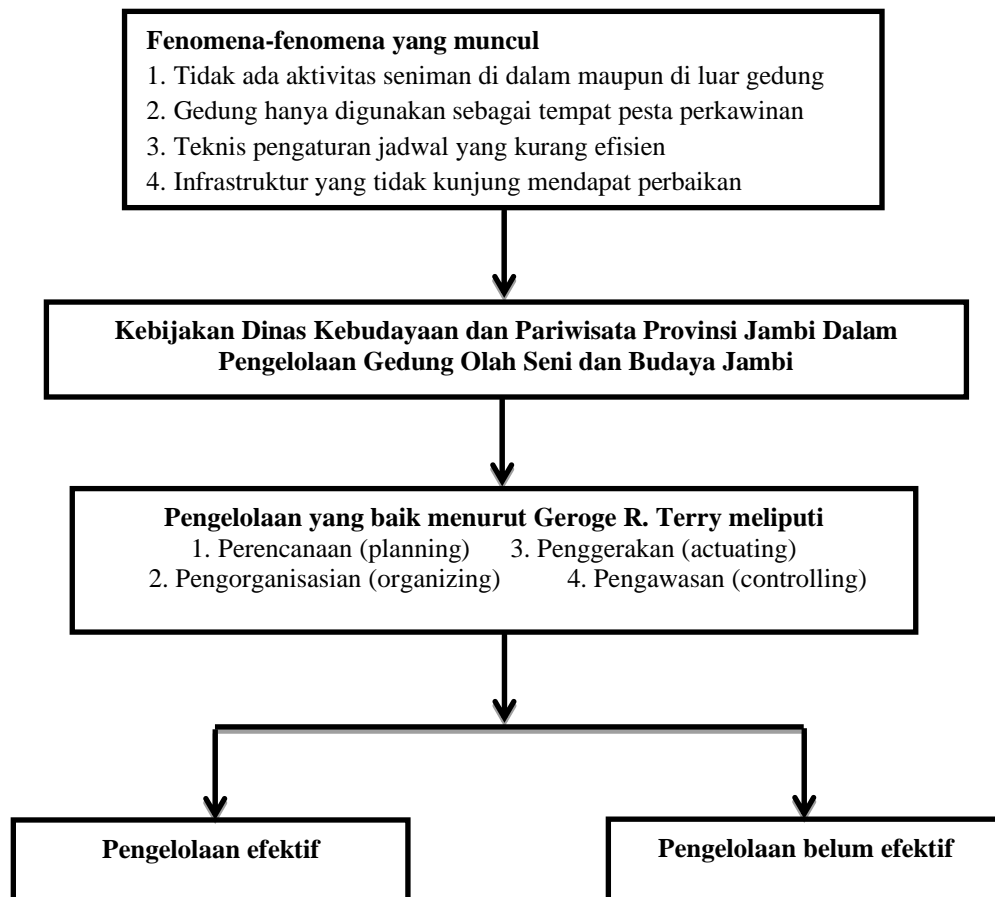 Fenomena-fenomena yang muncul
1. Tidak ada aktivitas seniman di dalam maupun di luar gedung
2. Gedung hanya digunakan sebagai tempat pesta perkawinan
3. Teknis pengaturan jadwal yang kurang efisien
4. Infrastruktur yang tidak kunjung mendapat perbaikan
Kebijakan Dinas Kebudayaan dan Pariwisata Provinsi Jambi Dalam
Pengelolaan Gedung Olah Seni dan Budaya Jambi
Pengelolaan yang baik menurut Geroge R. Terry meliputi
1. Perencanaan (planning) 3. Penggerakan (actuating)
2. Pengorganisasian (organizing) 4. Pengawasan (controlling)
Pengelolaan efektif
Pengelolaan belum efektif